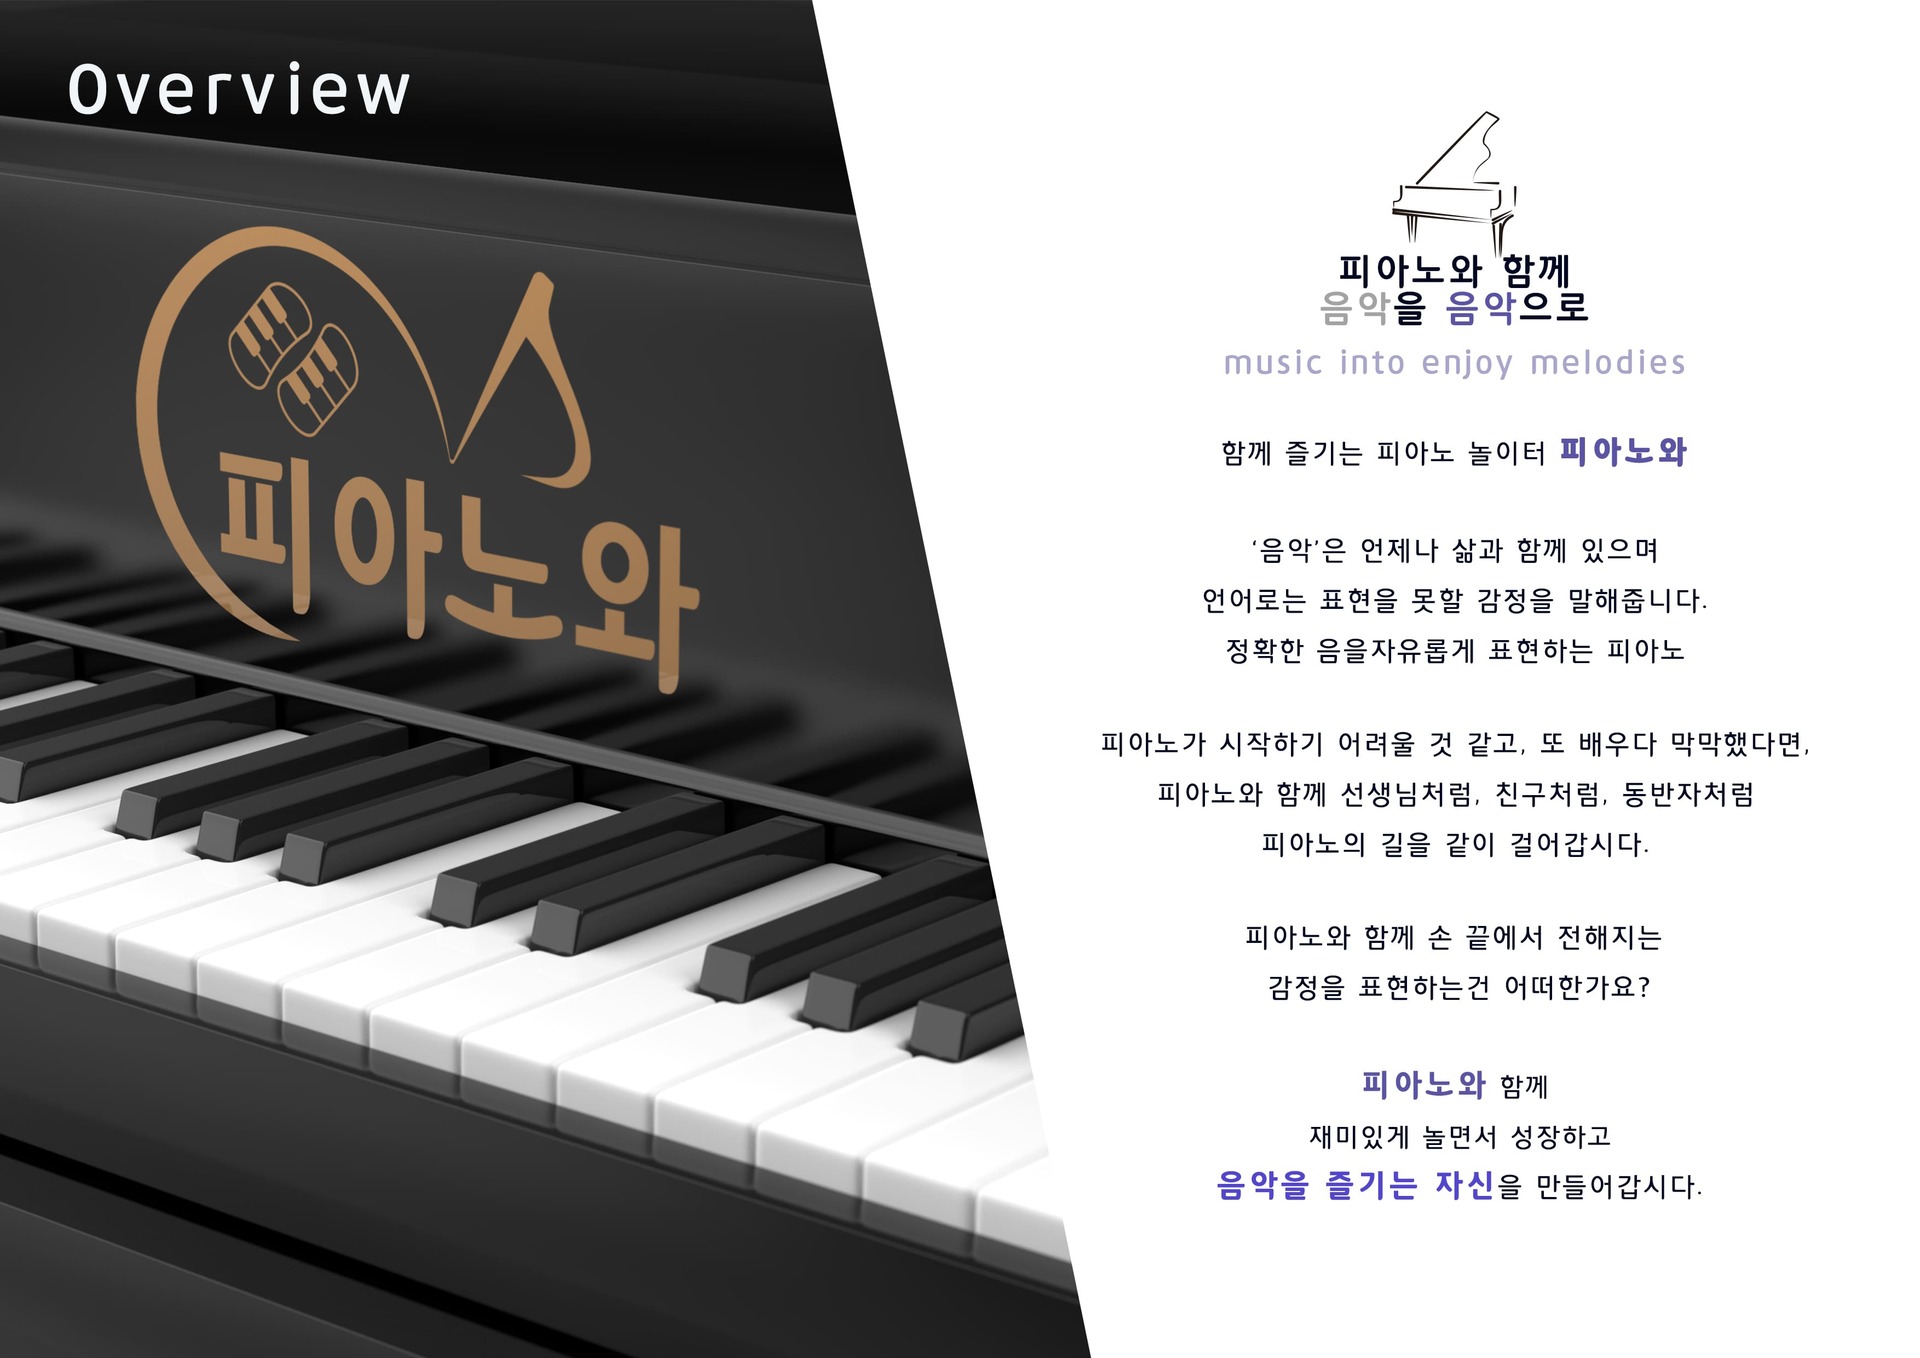 Overview
피아노와
피아노와 함께
음악을 음악으로
music into enjoy melodies
함께 즐기는 피아노 놀이터 피아노와
‘음악’은 언제나 삶과 함께 있으며
언어로는 표현을 못할 감정을 말해줍니다.
정확한 음을자유롭게 표현하는 피아노
피아노가 시작하기 어려울 것 같고, 또 배우다 막막했다면,
피아노와 함께 선생님처럼, 친구처럼, 동반자처럼
피아노의 길을 같이 걸어갑시다.
피아노와 함께 손 끝에서 전해지는
감정을 표현하는건 어떠한가요?
피아노와 함께
재미있게 놀면서 성장하고
음악을 즐기는 자신을 만들어갑시다.